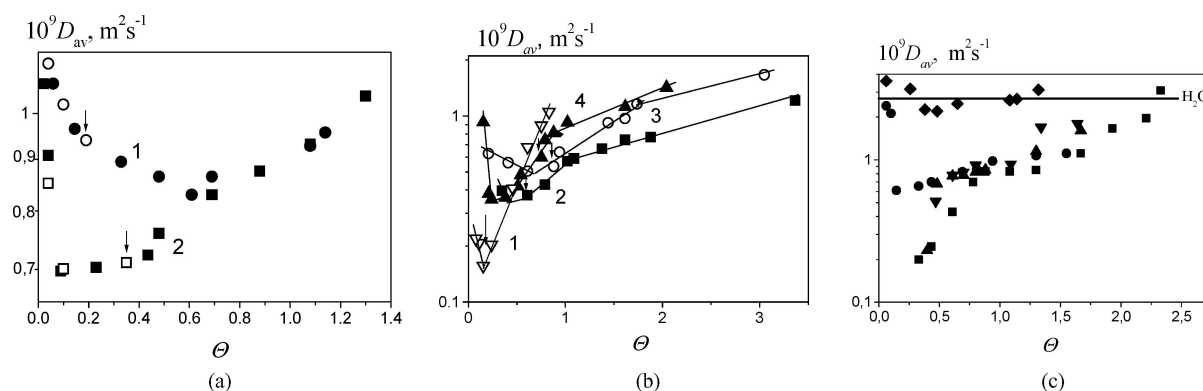 10⁹D_av, m²s⁻¹
1
0.9
0.8
0,7
1
2
0.0 0.2 0.4 0.6 0.8 1.0 1.2 1.4
Θ
(a)
10⁹D_av, m²s⁻¹
1
0.1
4
3
2
1
0 1 2 3
Θ
(b)
10⁹D_av, m²s⁻¹
H₂O
1
0,1
0,0 0,5 1,0 1,5 2,0 2,5
Θ
(c)